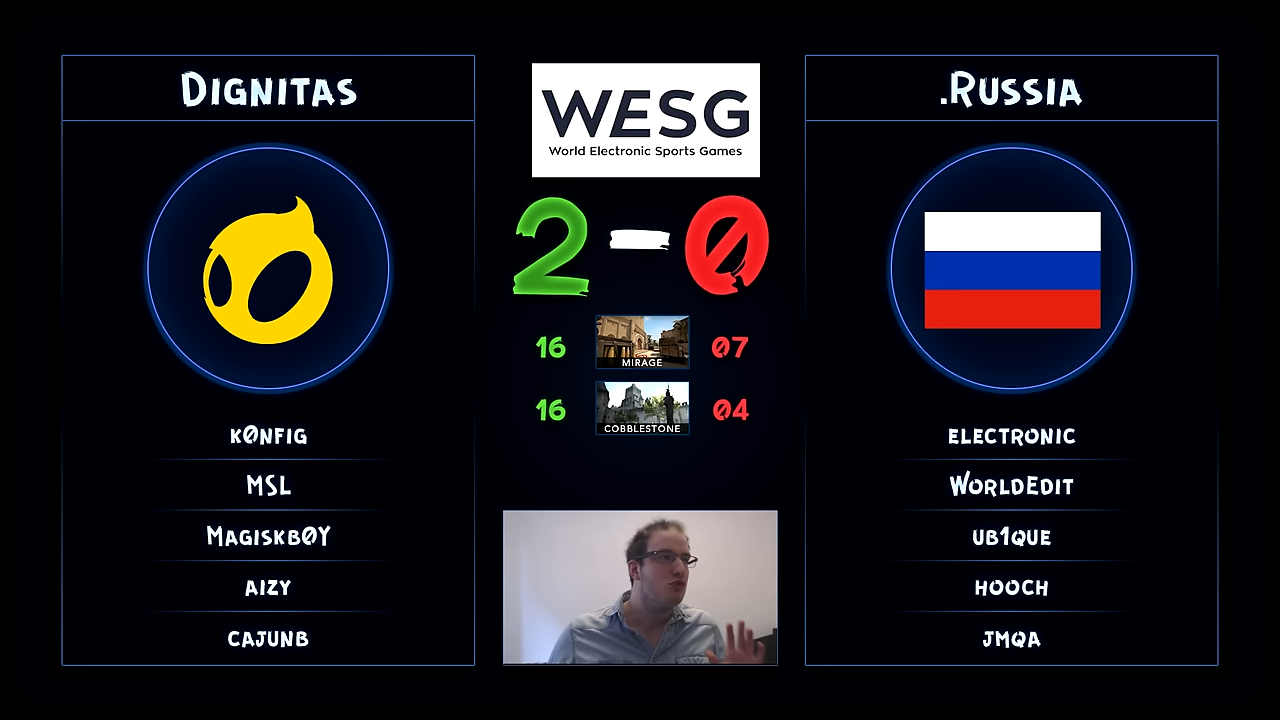 Dignitas
k0nfig
MSL
Magiskb0Y
aizy
cajunb
WESG
World Electronic Sports Games
2 - 0
16 MIRAGE 07
16 COBBLESTONE 04
.Russia
electronic
WorldEdit
ub1que
hooch
jmqa